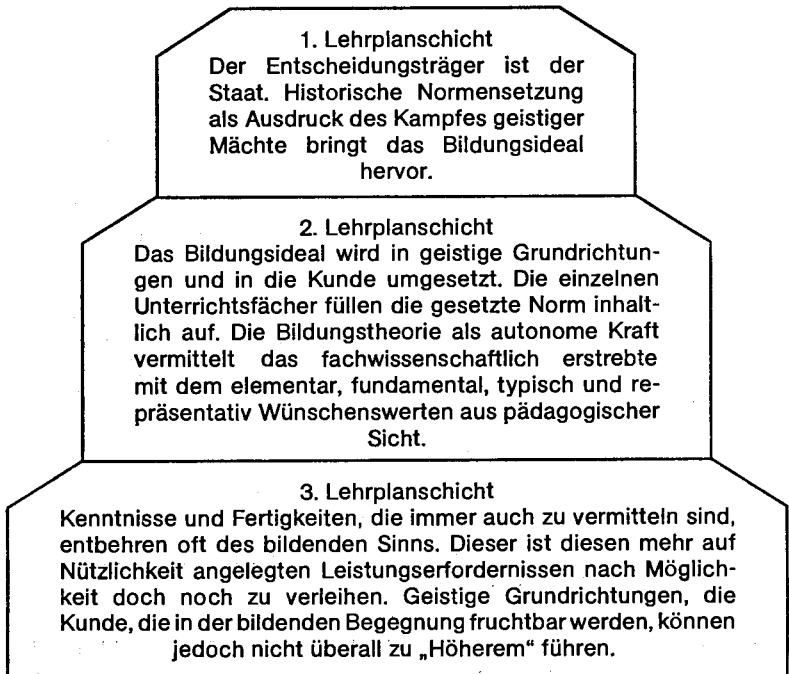 1. Lehrplanschicht
Der Entscheidungsträger ist der
Staat. Historische Normensetzung
als Ausdruck des Kampfes geistiger
Mächte bringt das Bildungsideal
hervor.
2. Lehrplanschicht
Das Bildungsideal wird in geistige Grundrichtun-
gen und in die Kunde umgesetzt. Die einzelnen
Unterrichtsfächer füllen die gesetzte Norm inhalt-
lich auf. Die Bildungstheorie als autonome Kraft
vermittelt das fachwissenschaftlich erstrebte
mit dem elementar, fundamental, typisch und re-
präsentativ Wünschenswerten aus pädagogischer
Sicht.
3. Lehrplanschicht
Kenntnisse und Fertigkeiten, die immer auch zu vermitteln sind,
entbehren oft des bildenden Sinns. Dieser ist diesen mehr auf
Nützlichkeit angelegten Leistungserfordernissen nach Möglich-
keit doch noch zu verleihen. Geistige Grundrichtungen, die
Kunde, die in der bildenden Begegnung fruchtbar werden, können
jedoch nicht überall zu „Höherem“ führen.